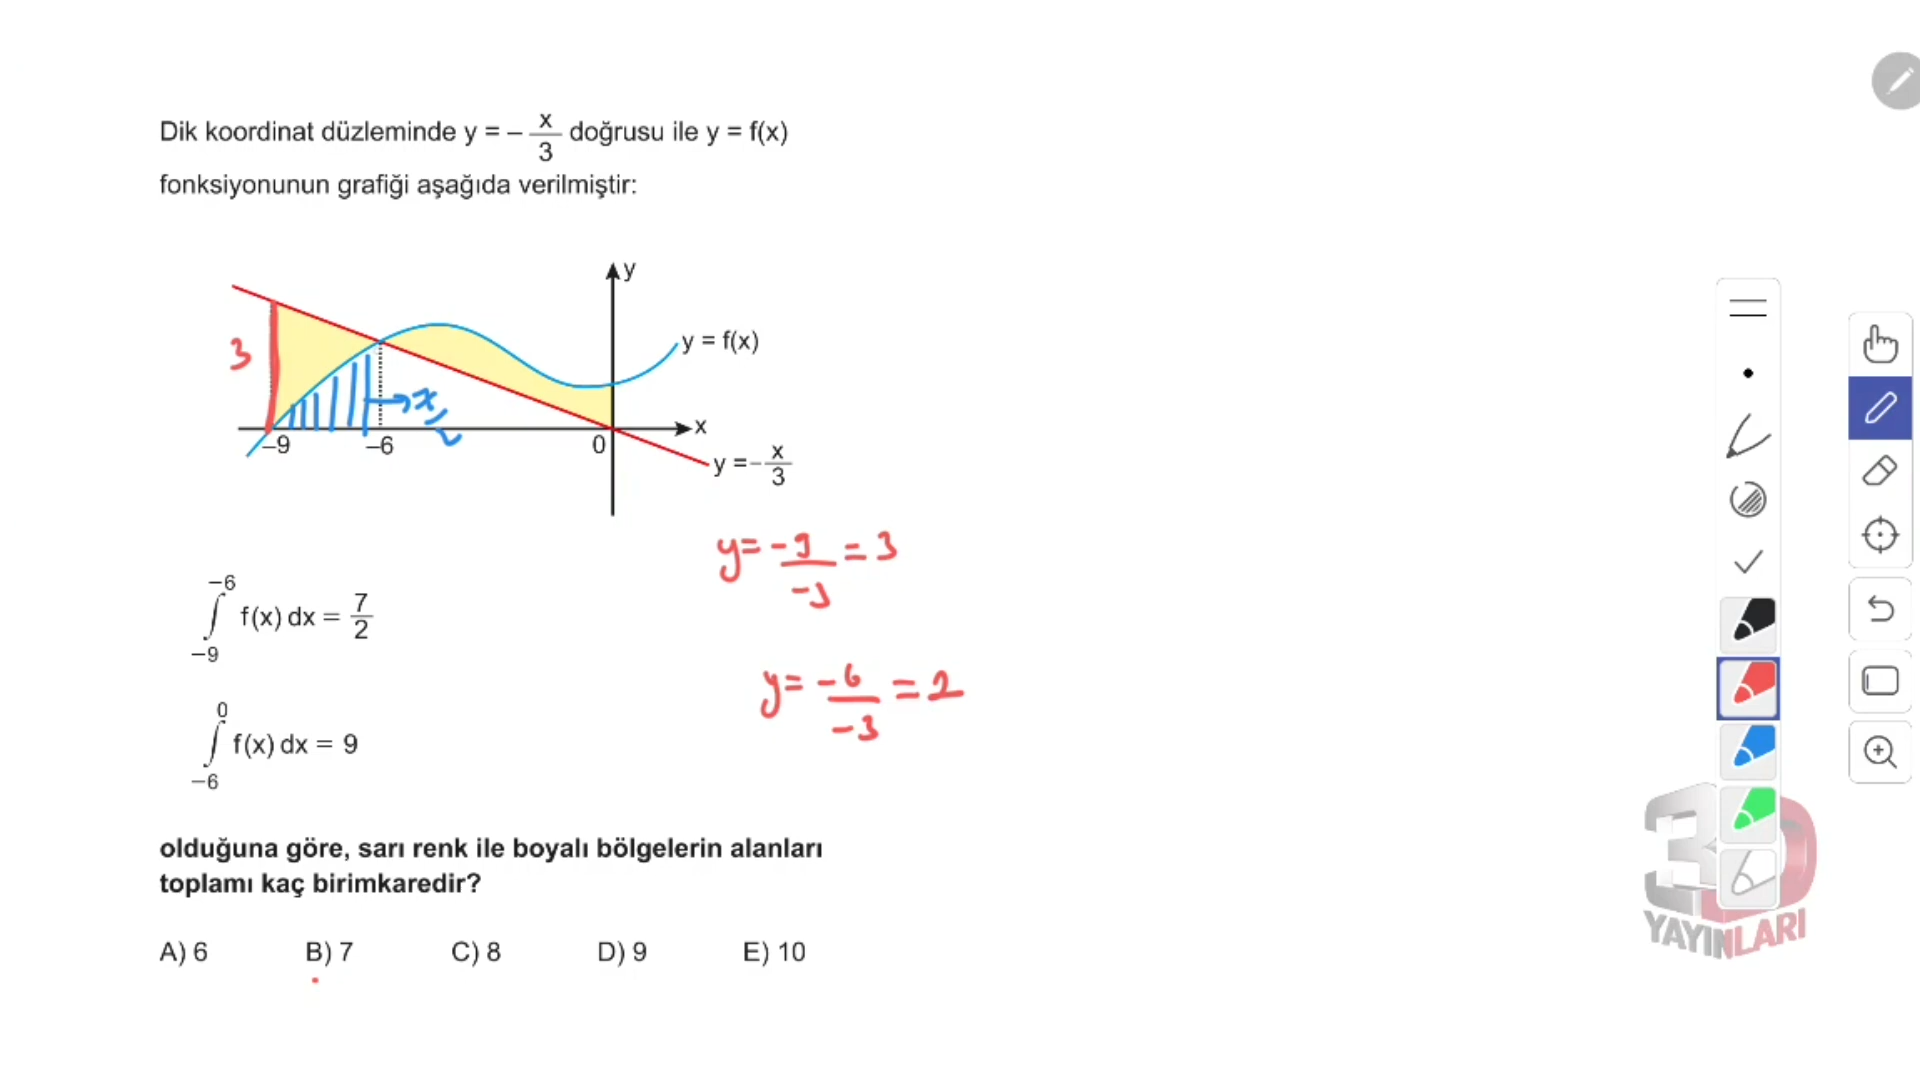 Dik koordinat düzleminde y = – x/3 doğrusu ile y = f(x)
fonksiyonunun grafiği aşağıda verilmiştir:
y
3
y = f(x)
x
–9
–6
0
y = – x/3
y = -9/-3 = 3
∫_{–9}^{–6} f(x) dx = 7/2
y = -6/-3 = 2
∫_{–6}^{0} f(x) dx = 9
olduğuna göre, sarı renk ile boyalı bölgelerin alanları
toplamı kaç birimkaredir?
A) 6 B) 7 C) 8 D) 9 E) 10
3D
YAYINLARI